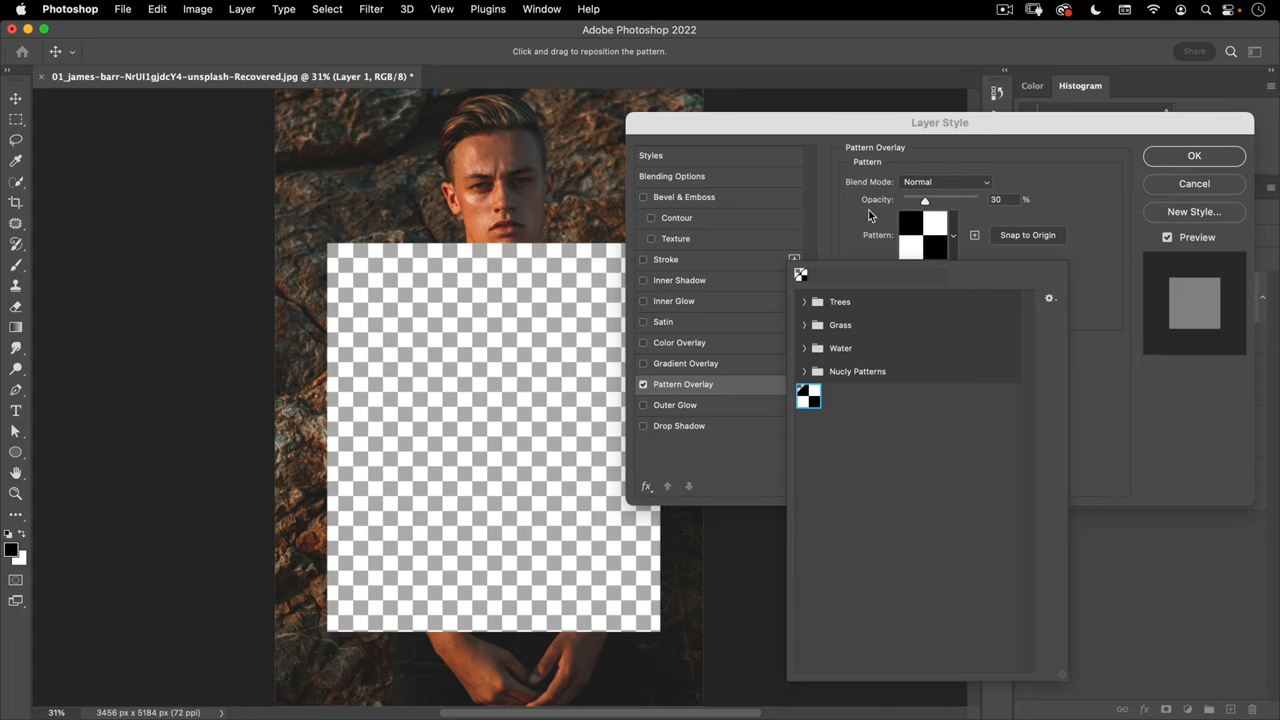 Photoshop File Edit Image Layer Type Select Filter 3D View Plugins Window Help
Adobe Photoshop 2022
Click and drag to reposition the pattern.
Share
01_james-barr-NrUI1gjdcY4-unsplash-Recovered.jpg @ 31% (Layer 1, RGB/8) *
Color Histogram
Layer Style
Styles
Blending Options
Bevel & Emboss
Contour
Texture
Stroke
Inner Shadow
Inner Glow
Satin
Color Overlay
Gradient Overlay
Pattern Overlay
Outer Glow
Drop Shadow
fx
Pattern Overlay
Pattern
Blend Mode: Normal
Opacity: 30 %
Pattern: Snap to Origin
Trees
Grass
Water
Nucly Patterns
OK
Cancel
New Style...
Preview
31% 3456 px x 5184 px (72 ppi)
fx